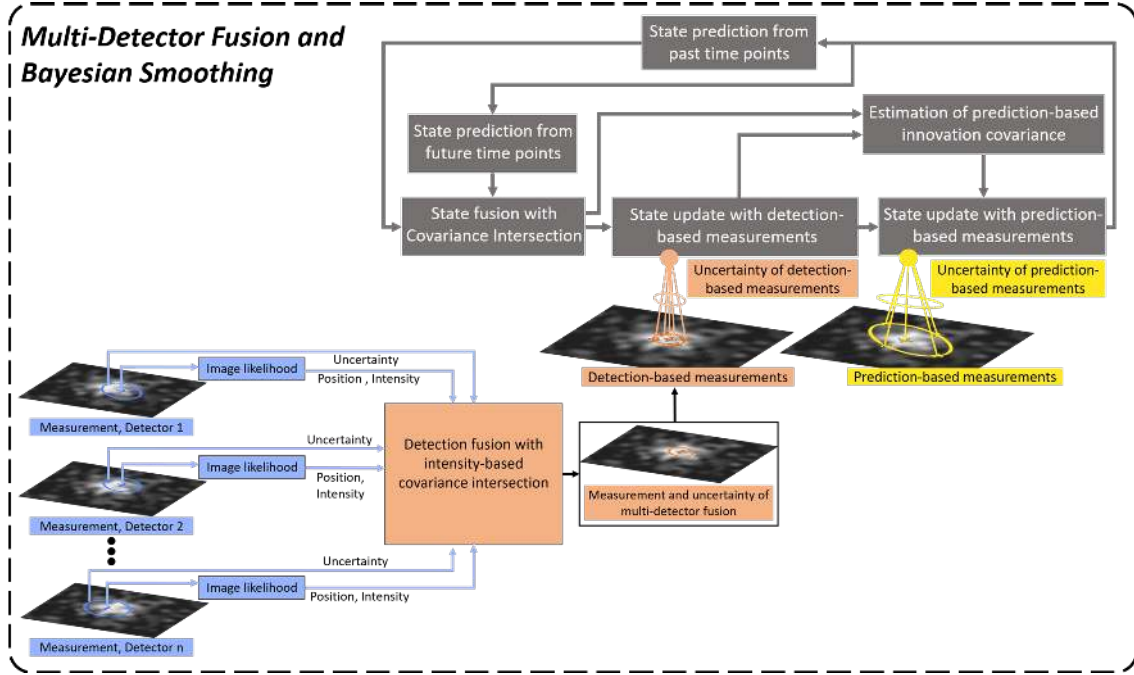 Multi-Detector Fusion and
Bayesian Smoothing
State prediction from
past time points
State prediction from
future time points
Estimation of prediction-based
innovation covariance
State fusion with
Covariance Intersection
State update with detection-
based measurements
State update with prediction-
based measurements
Uncertainty of detection-
based measurements
Uncertainty of prediction-
based measurements
Detection-based measurements
Prediction-based measurements
Image likelihood
Uncertainty
Position , Intensity
Measurement, Detector 1
Uncertainty
Image likelihood
Position,
Intensity
Measurement, Detector 2
Detection fusion with
intensity-based
covariance intersection
Measurement and uncertainty of
multi-detector fusion
Uncertainty
Image likelihood
Position, Intensity
Measurement, Detector n